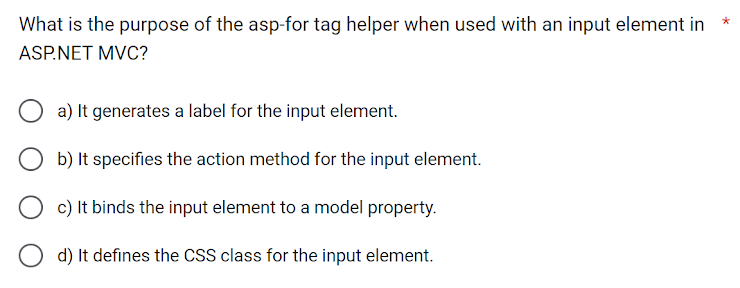 What is the purpose of the asp-for tag helper when used with an input element in *
ASP.NET MVC?
a) It generates a label for the input element.
b) It specifies the action method for the input element.
c) It binds the input element to a model property.
d) It defines the CSS class for the input element.